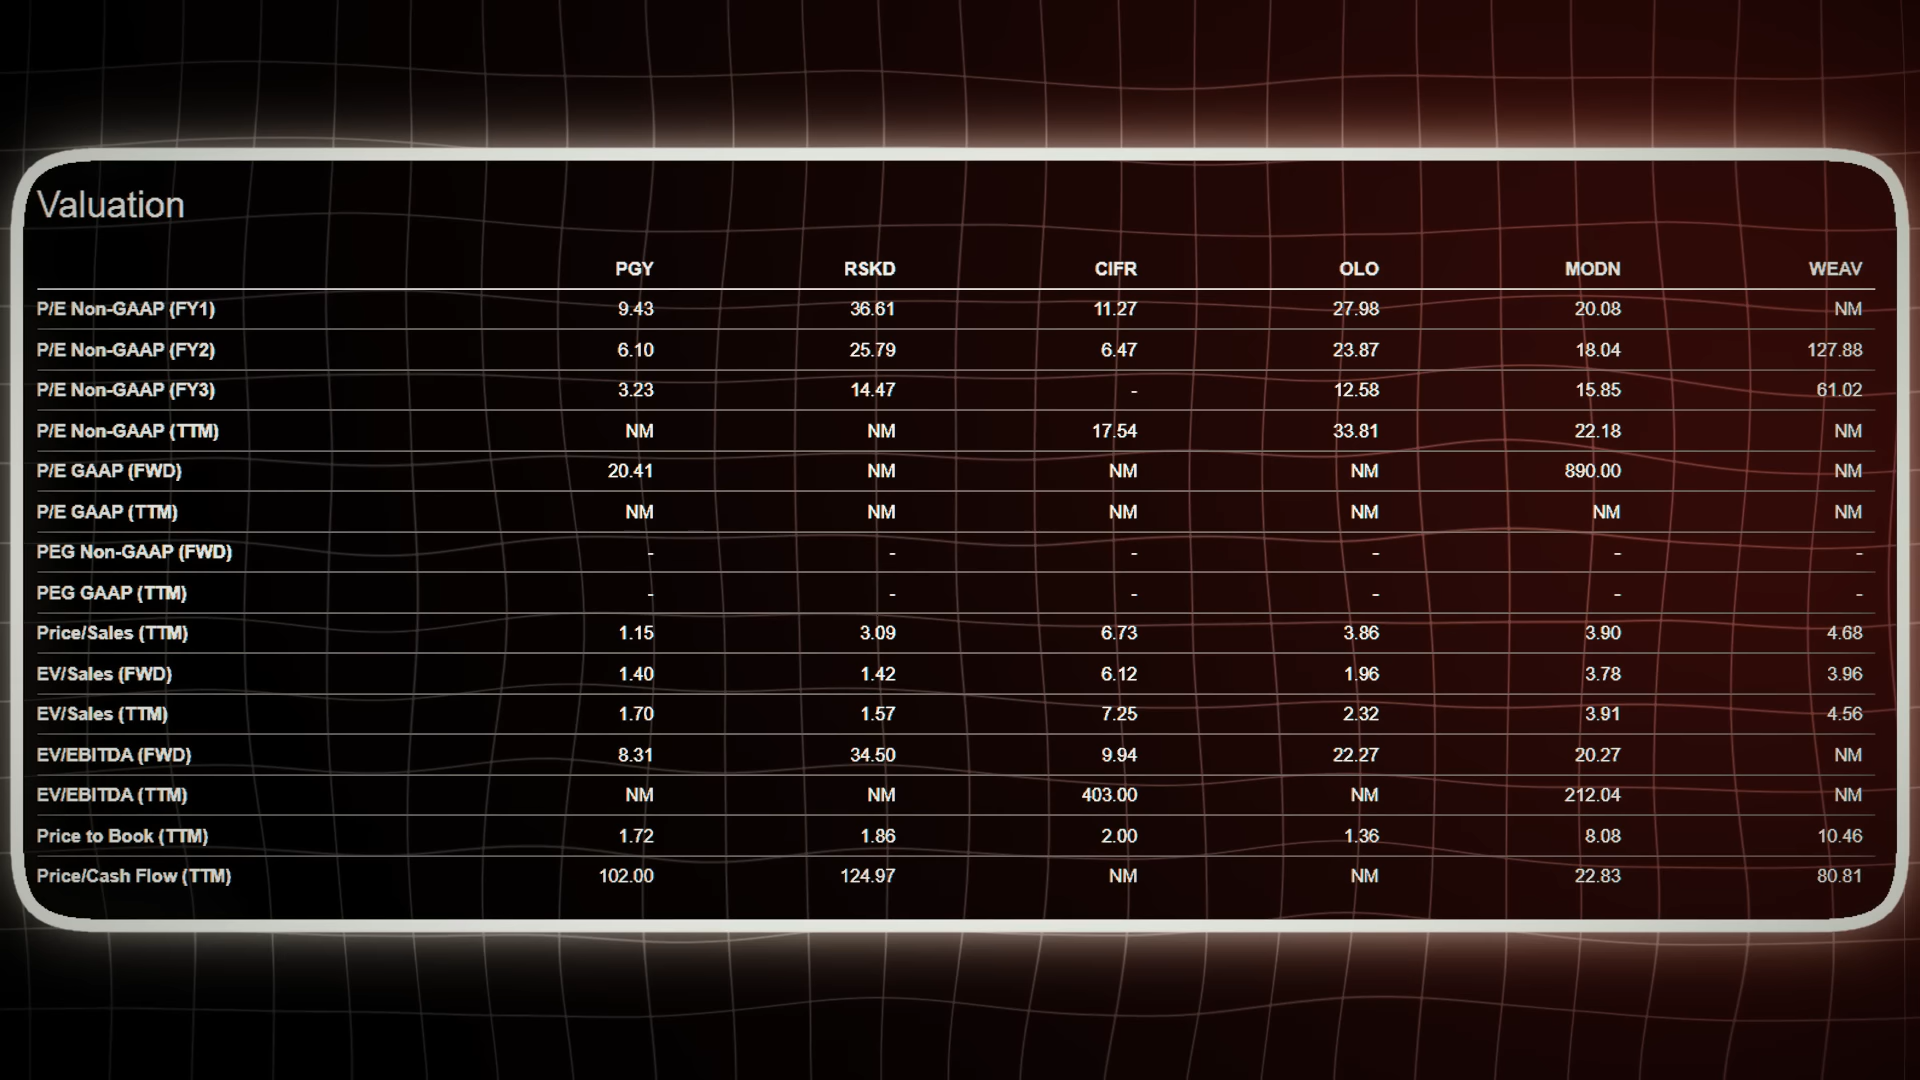 Valuation
PGY RSKD CIFR OLO MODN WEAV
P/E Non-GAAP (FY1) 9.43 36.61 11.27 27.98 20.08 NM
P/E Non-GAAP (FY2) 6.10 25.79 6.47 23.87 18.04 127.88
P/E Non-GAAP (FY3) 3.23 14.47 - 12.58 15.85 61.02
P/E Non-GAAP (TTM) NM NM 17.54 33.81 22.18 NM
P/E GAAP (FWD) 20.41 NM NM NM 890.00 NM
P/E GAAP (TTM) NM NM NM NM NM NM
PEG Non-GAAP (FWD) - - - - - -
PEG GAAP (TTM) - - - - - -
Price/Sales (TTM) 1.15 3.09 6.73 3.86 3.90 4.68
EV/Sales (FWD) 1.40 1.42 6.12 1.96 3.78 3.96
EV/Sales (TTM) 1.70 1.57 7.25 2.32 3.91 4.56
EV/EBITDA (FWD) 8.31 34.50 9.94 22.27 20.27 NM
EV/EBITDA (TTM) NM NM 403.00 NM 212.04 NM
Price to Book (TTM) 1.72 1.86 2.00 1.36 8.08 10.46
Price/Cash Flow (TTM) 102.00 124.97 NM NM 22.83 80.81